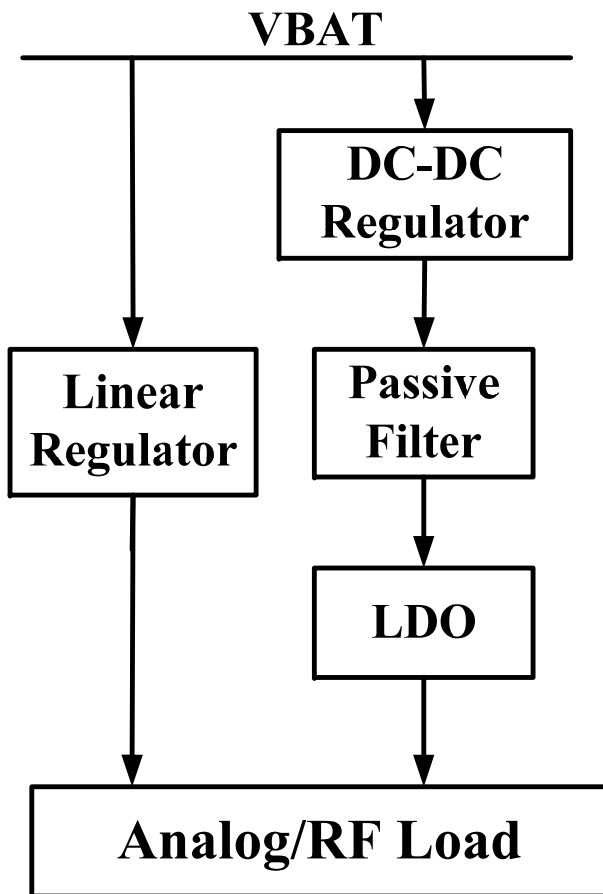 VBAT
DC-DC
Regulator
Linear
Regulator
Passive
Filter
LDO
Analog/RF Load